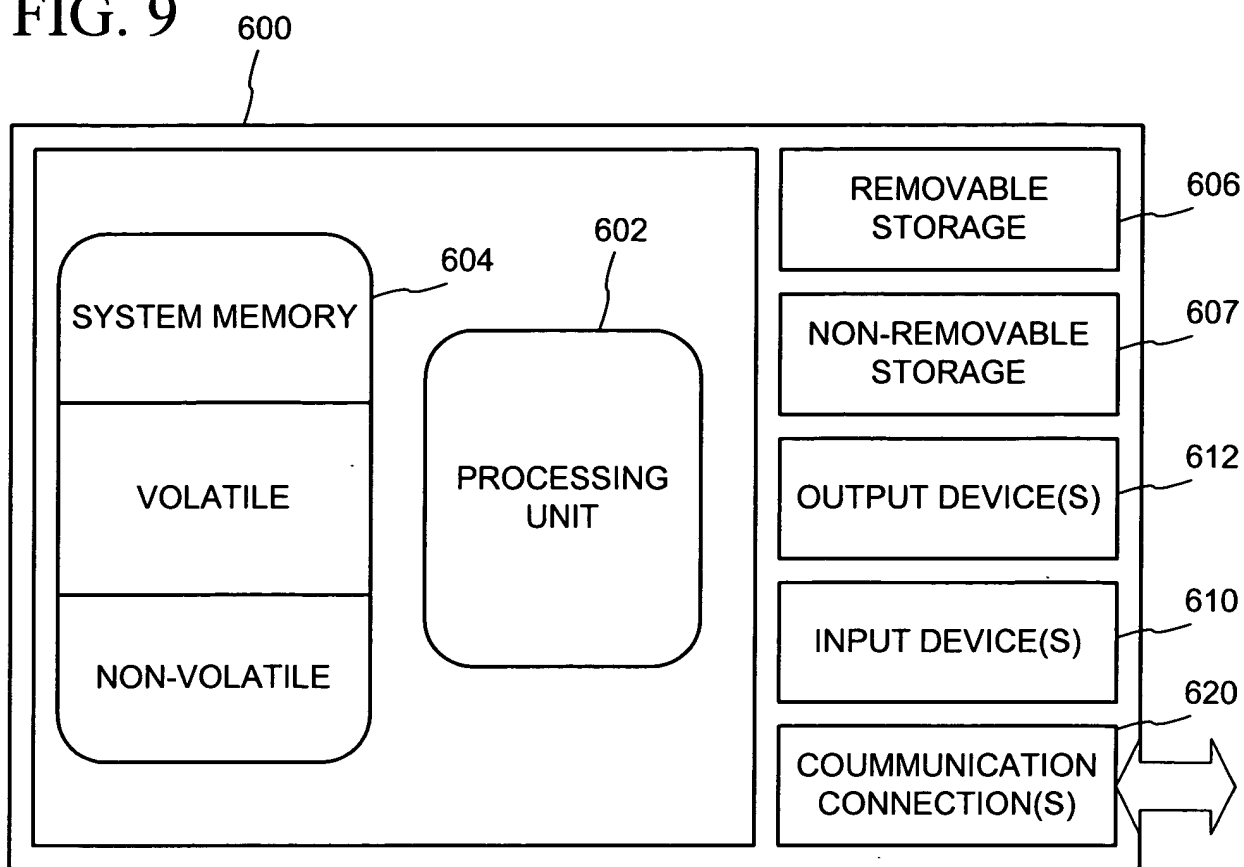 FIG. 9
600
SYSTEM MEMORY
VOLATILE
NON-VOLATILE
604
602
PROCESSING
UNIT
REMOVABLE
STORAGE
606
NON-REMOVABLE
STORAGE
607
OUTPUT DEVICE(S)
612
INPUT DEVICE(S)
610
COUMMUNICATION
CONNECTION(S)
620